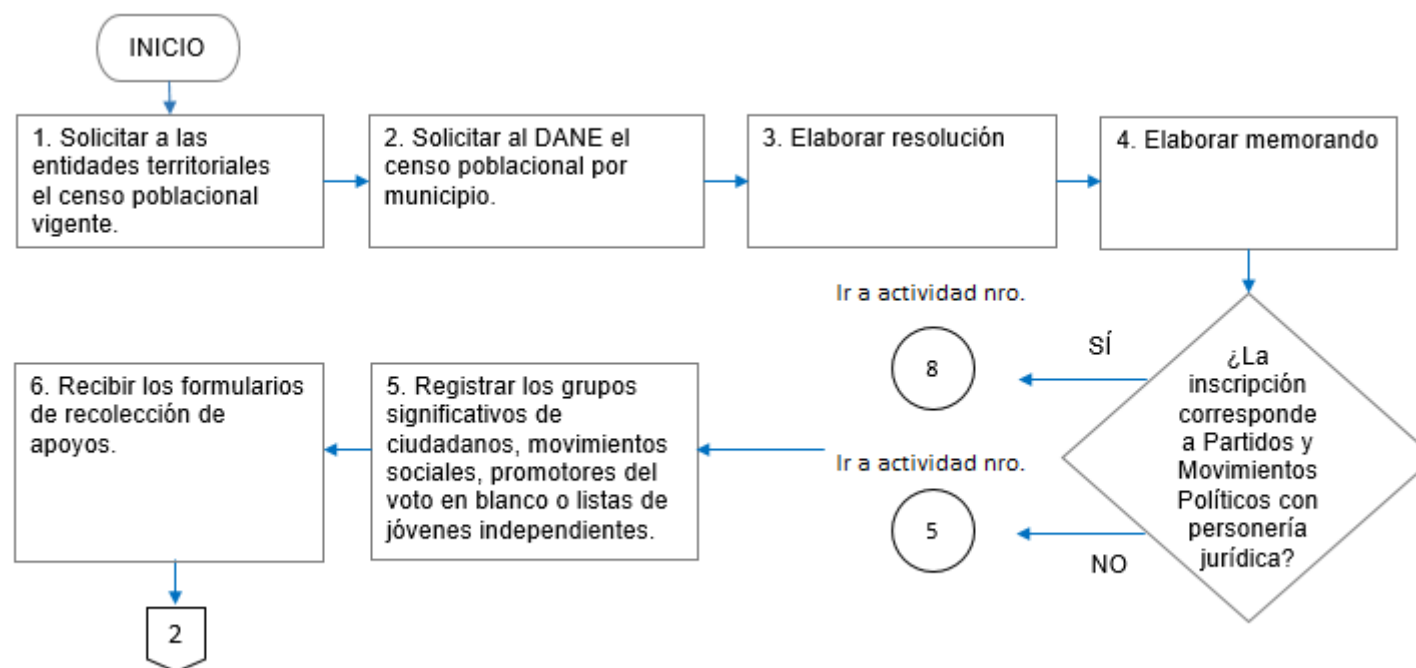 INICIO
1. Solicitar a las
entidades territoriales
el censo poblacional
vigente.
2. Solicitar al DANE el
censo poblacional por
municipio.
3. Elaborar resolución
4. Elaborar memorando
¿La
inscripción
corresponde
a Partidos y
Movimientos
Políticos con
personería
jurídica?
SÍ
Ir a actividad nro.
8
NO
Ir a actividad nro.
5
5. Registrar los grupos
significativos de
ciudadanos, movimientos
sociales, promotores del
voto en blanco o listas de
jóvenes independientes.
6. Recibir los formularios
de recolección de
apoyos.
2